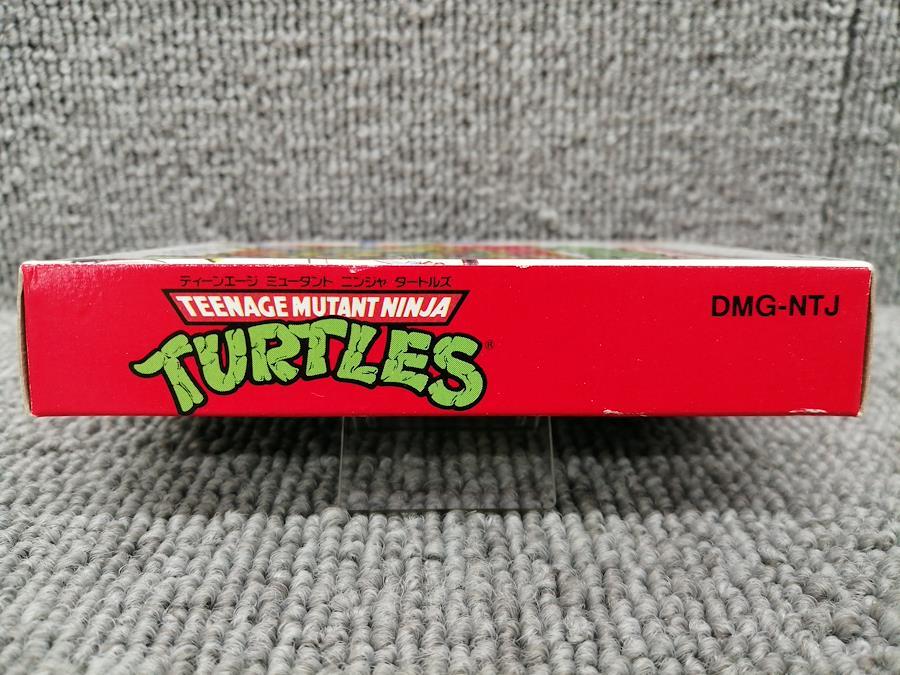 ティーンエージ ミュータント ニンジャ タートルズ
TEENAGE MUTANT NINJA
TURTLES®
DMG-NTJ